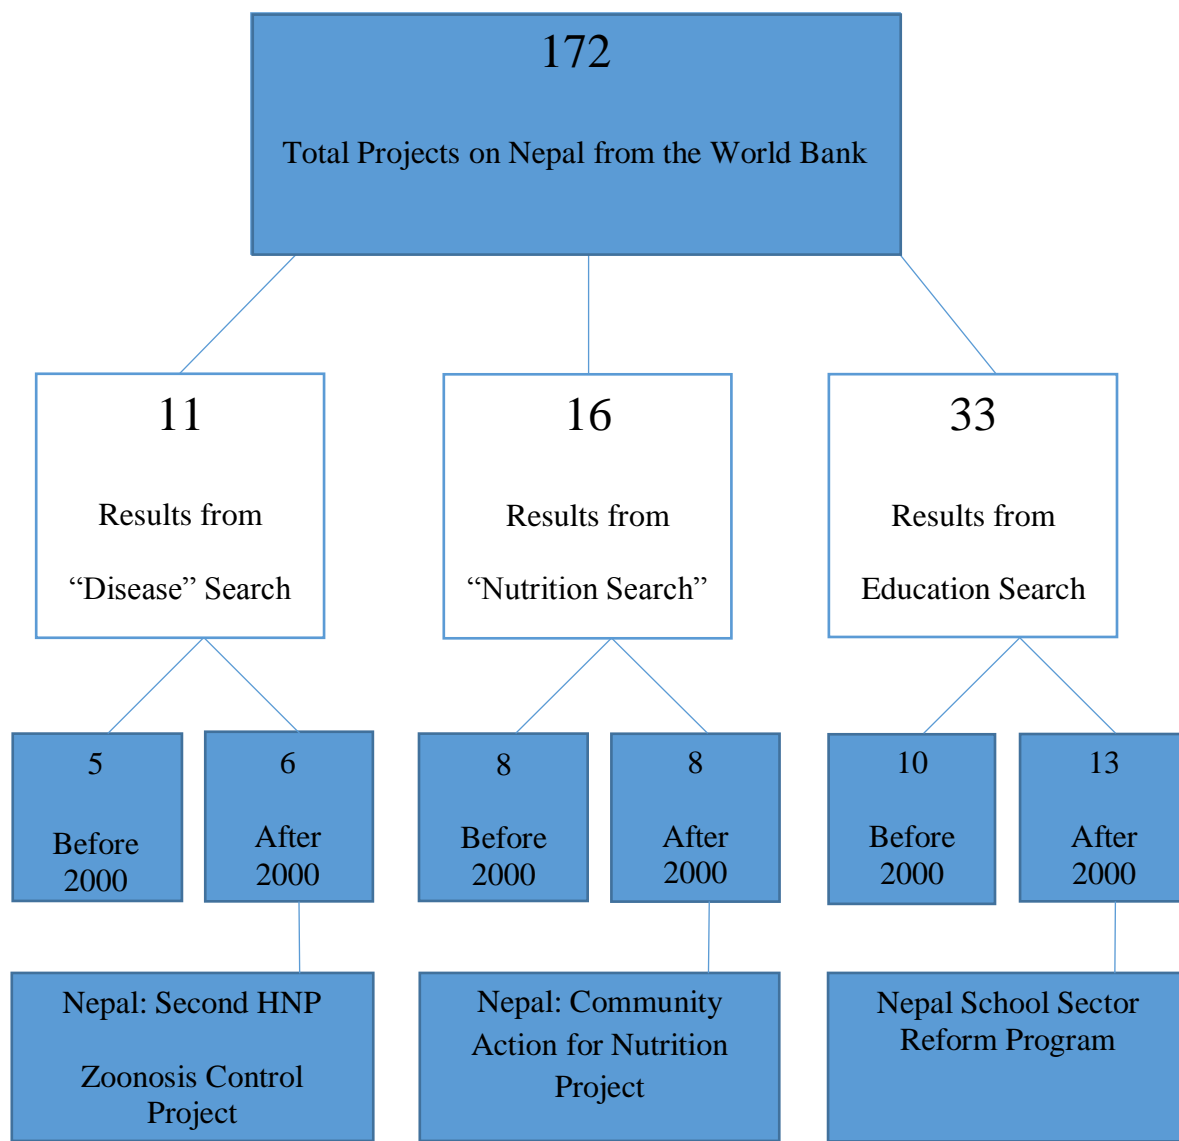 172
Total Projects on Nepal from the World Bank
11
Results from
“Disease” Search
16
Results from
“Nutrition Search”
33
Results from
Education Search
5
Before
2000
6
After
2000
8
Before
2000
8
After
2000
10
Before
2000
13
After
2000
Nepal: Second HNP
Zoonosis Control
Project
Nepal: Community
Action for Nutrition
Project
Nepal School Sector
Reform Program